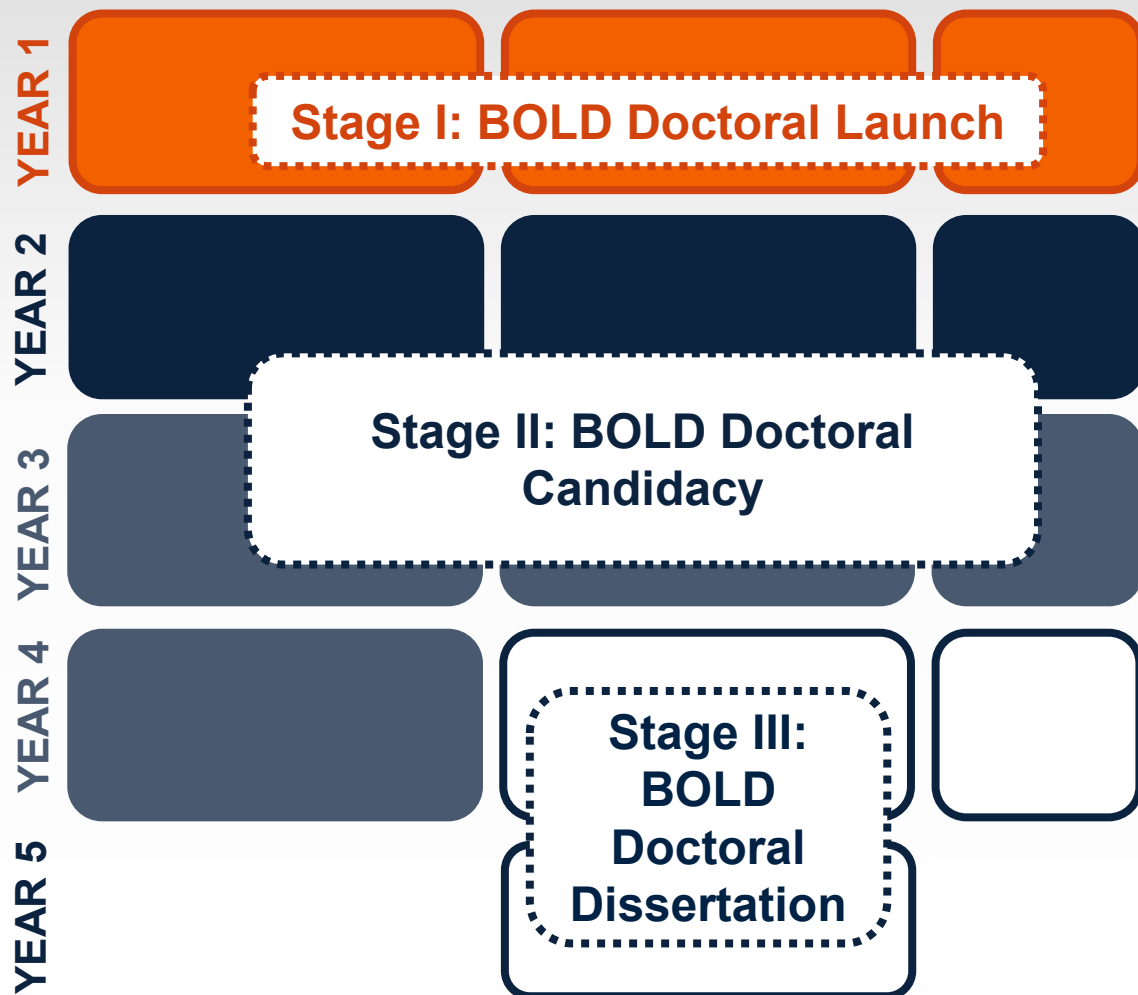 YEAR 1
Stage I: BOLD Doctoral Launch
YEAR 2
Stage II: BOLD Doctoral
Candidacy
YEAR 3
YEAR 4
Stage III:
BOLD
Doctoral
Dissertation
YEAR 5